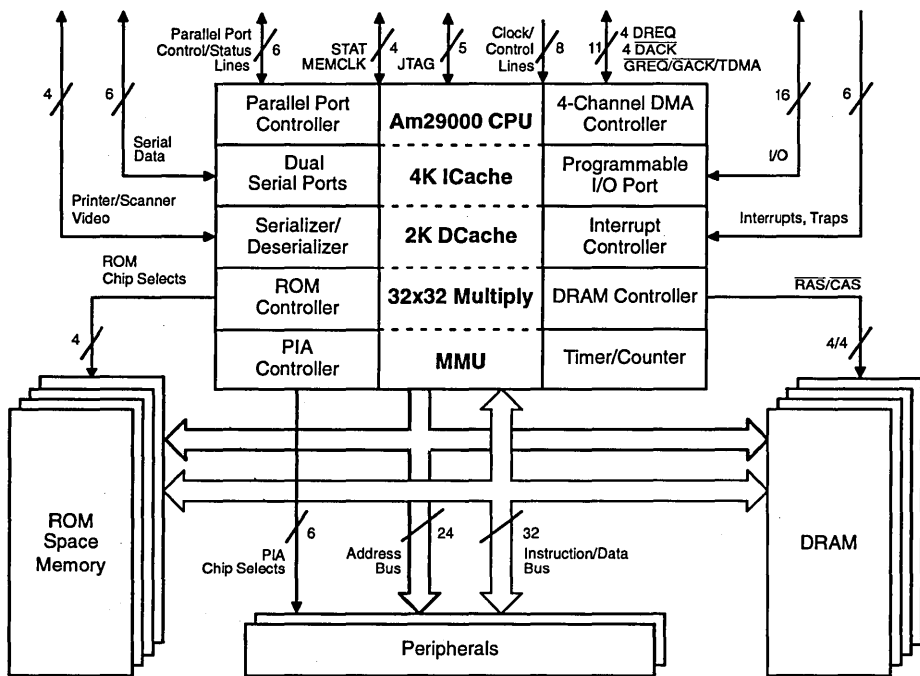 Parallel Port
Control/Status
Lines
6
STAT
MEMCLK
4
JTAG
5
Clock/
Control
Lines
8
11
4 DREQ
4 DACK
GREQ/GACK/TDMA
4
6
16
6
Serial
Data
I/O
Printer/Scanner
Video
Interrupts, Traps
Parallel Port
Controller
Am29000 CPU
4-Channel DMA
Controller
Dual
Serial Ports
4K ICache
Programmable
I/O Port
Serializer/
Deserializer
2K DCache
Interrupt
Controller
ROM
Chip Selects
ROM
Controller
32x32 Multiply
DRAM Controller
RAS/CAS
4
PIA
Controller
MMU
Timer/Counter
4/4
ROM
Space
Memory
DRAM
6
PIA
Chip Selects
24
Address
Bus
32
Instruction/Data
Bus
Peripherals